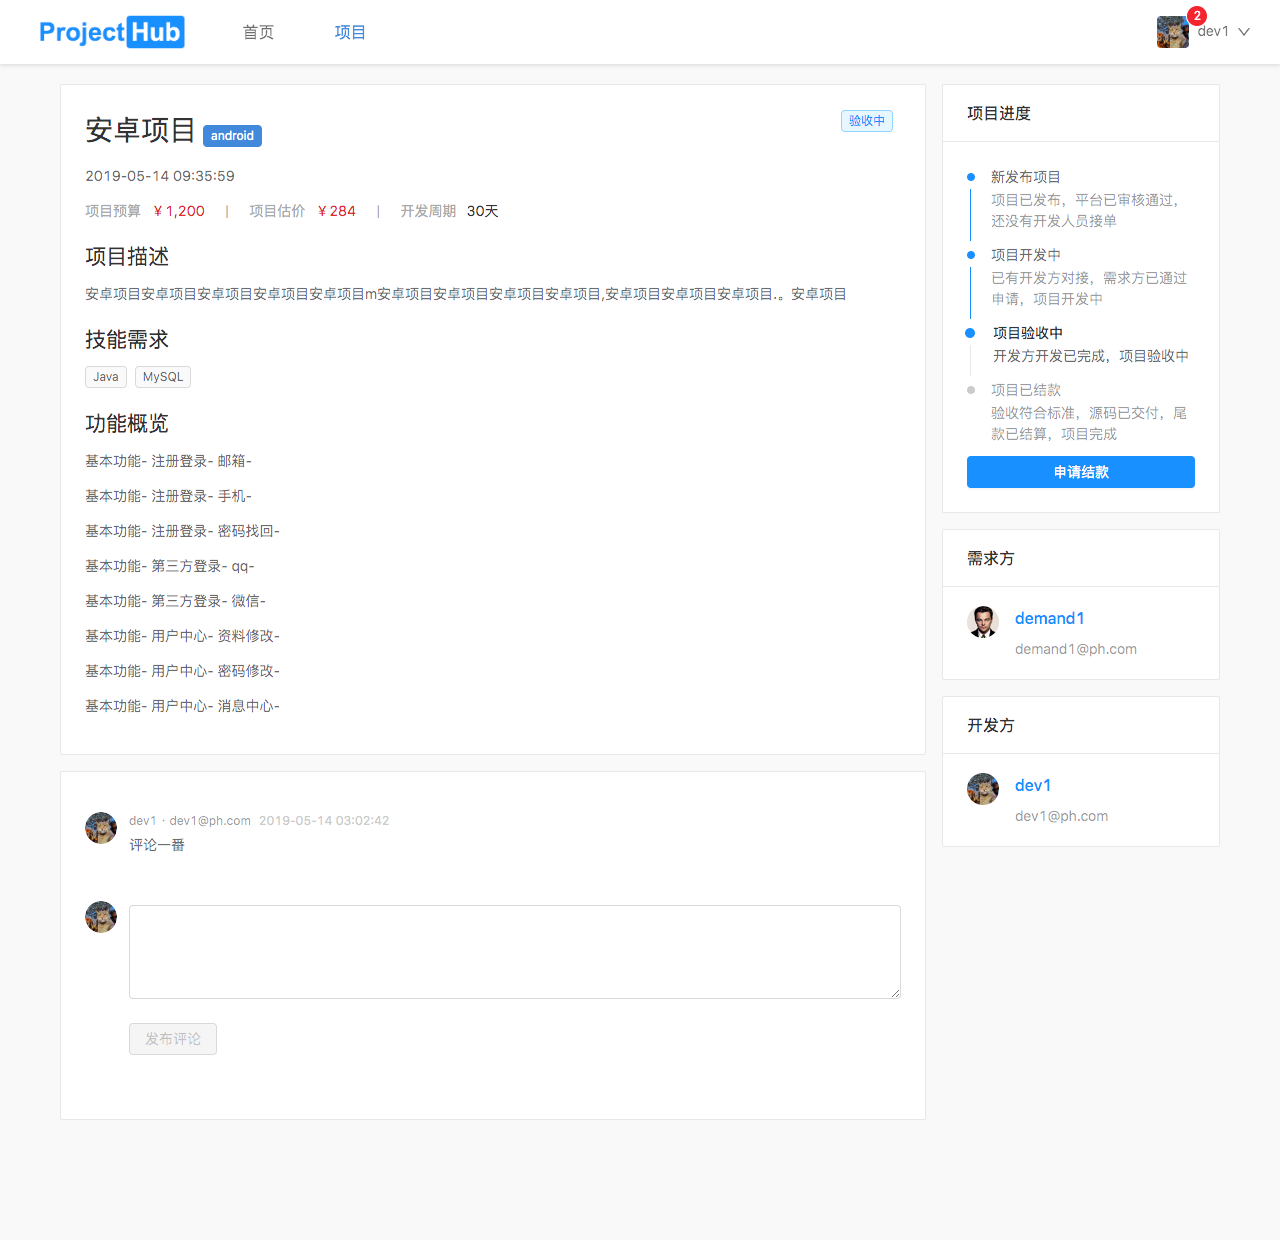 ProjectHub
首页
项目
2
dev1
安卓项目 android
验收中
2019-05-14 09:35:59
项目预算 ¥ 1,200 | 项目估价 ¥ 284 | 开发周期 30天
项目描述
安卓项目安卓项目安卓项目安卓项目安卓项目m安卓项目安卓项目安卓项目安卓项目,安卓项目安卓项目安卓项目.。安卓项目
技能需求
Java MySQL
功能概览
基本功能- 注册登录- 邮箱-
基本功能- 注册登录- 手机-
基本功能- 注册登录- 密码找回-
基本功能- 第三方登录- qq-
基本功能- 第三方登录- 微信-
基本功能- 用户中心- 资料修改-
基本功能- 用户中心- 密码修改-
基本功能- 用户中心- 消息中心-
dev1 · dev1@ph.com 2019-05-14 03:02:42
评论一番
发布评论
项目进度
新发布项目
项目已发布，平台已审核通过，
还没有开发人员接单
项目开发中
已有开发方对接，需求方已通过
申请，项目开发中
项目验收中
开发方开发已完成，项目验收中
项目已结款
验收符合标准，源码已交付，尾
款已结算，项目完成
申请结款
需求方
demand1
demand1@ph.com
开发方
dev1
dev1@ph.com